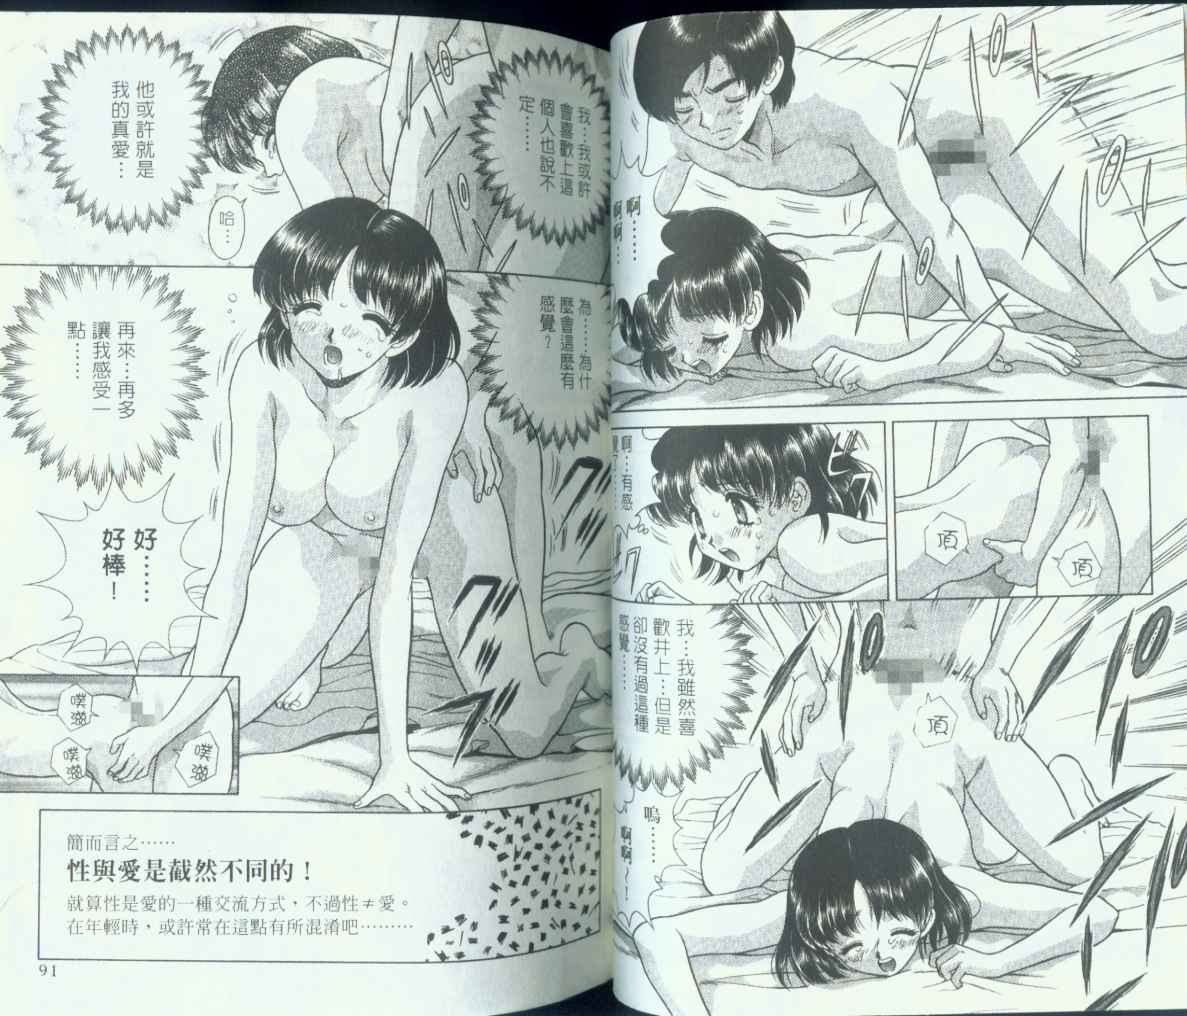 啊……
啊啊…
頂
頂
啊…有感
我…我雖然喜
歡井上…但是
卻沒有過這種
感覺……
頂
嗚……
啊啊～！
我…我或許
會喜歡上這
個人也說不
定……
他或許就是
我的真愛…
哈…
為……為什
麼會這麼有
感覺？
再來…再多
讓我感受一
點……
好……
好棒！
噗滋
噗滋
噗滋
簡而言之……
性與愛是截然不同的！
就算性是愛的一種交流方式，不過性≠愛。
在年輕時，或許常在這點有所混淆吧………
91